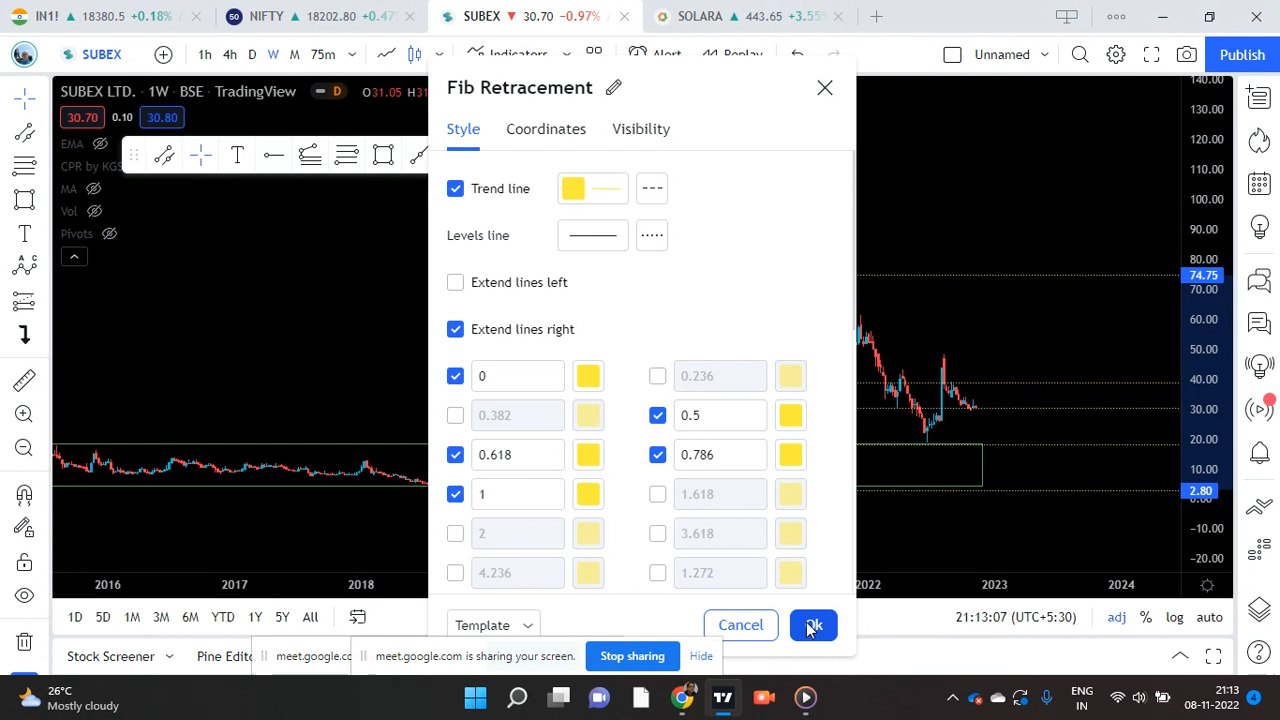 IN1! 18380.5 +0.18%
50 NIFTY 18202.80 +0.47%
SUBEX 30.70 −0.97%
SOLARA 443.65 +3.55%
SUBEX 1h 4h D W M 75m Indicators Alert Replay Unnamed Publish
SUBEX LTD. 1W BSE TradingView D O31.05
30.70 0.10 30.80
EMA
CPR by KGS
MA
Vol
Pivots
Fib Retracement
Style Coordinates Visibility
Trend line
Levels line
Extend lines left
Extend lines right
0 0.236
0.382 0.5
0.618 0.786
1 1.618
2 3.618
4.236 1.272
Template Cancel Ok
140.00
130.00
120.00
110.00
100.00
90.00
80.00
74.75
70.00
60.00
50.00
40.00
30.00
20.00
10.00
2.80
−10.00
−20.00
2016 2017 2018 2022 2023 2024
1D 5D 1M 3M 6M YTD 1Y 5Y All 21:13:07 (UTC+5:30) adj % log auto
Stock Screener Pine Edito
meet.google.co meet.google.com is sharing your screen. Stop sharing Hide
26°C
Mostly cloudy
ENG
IN
21:13
08-11-2022
4